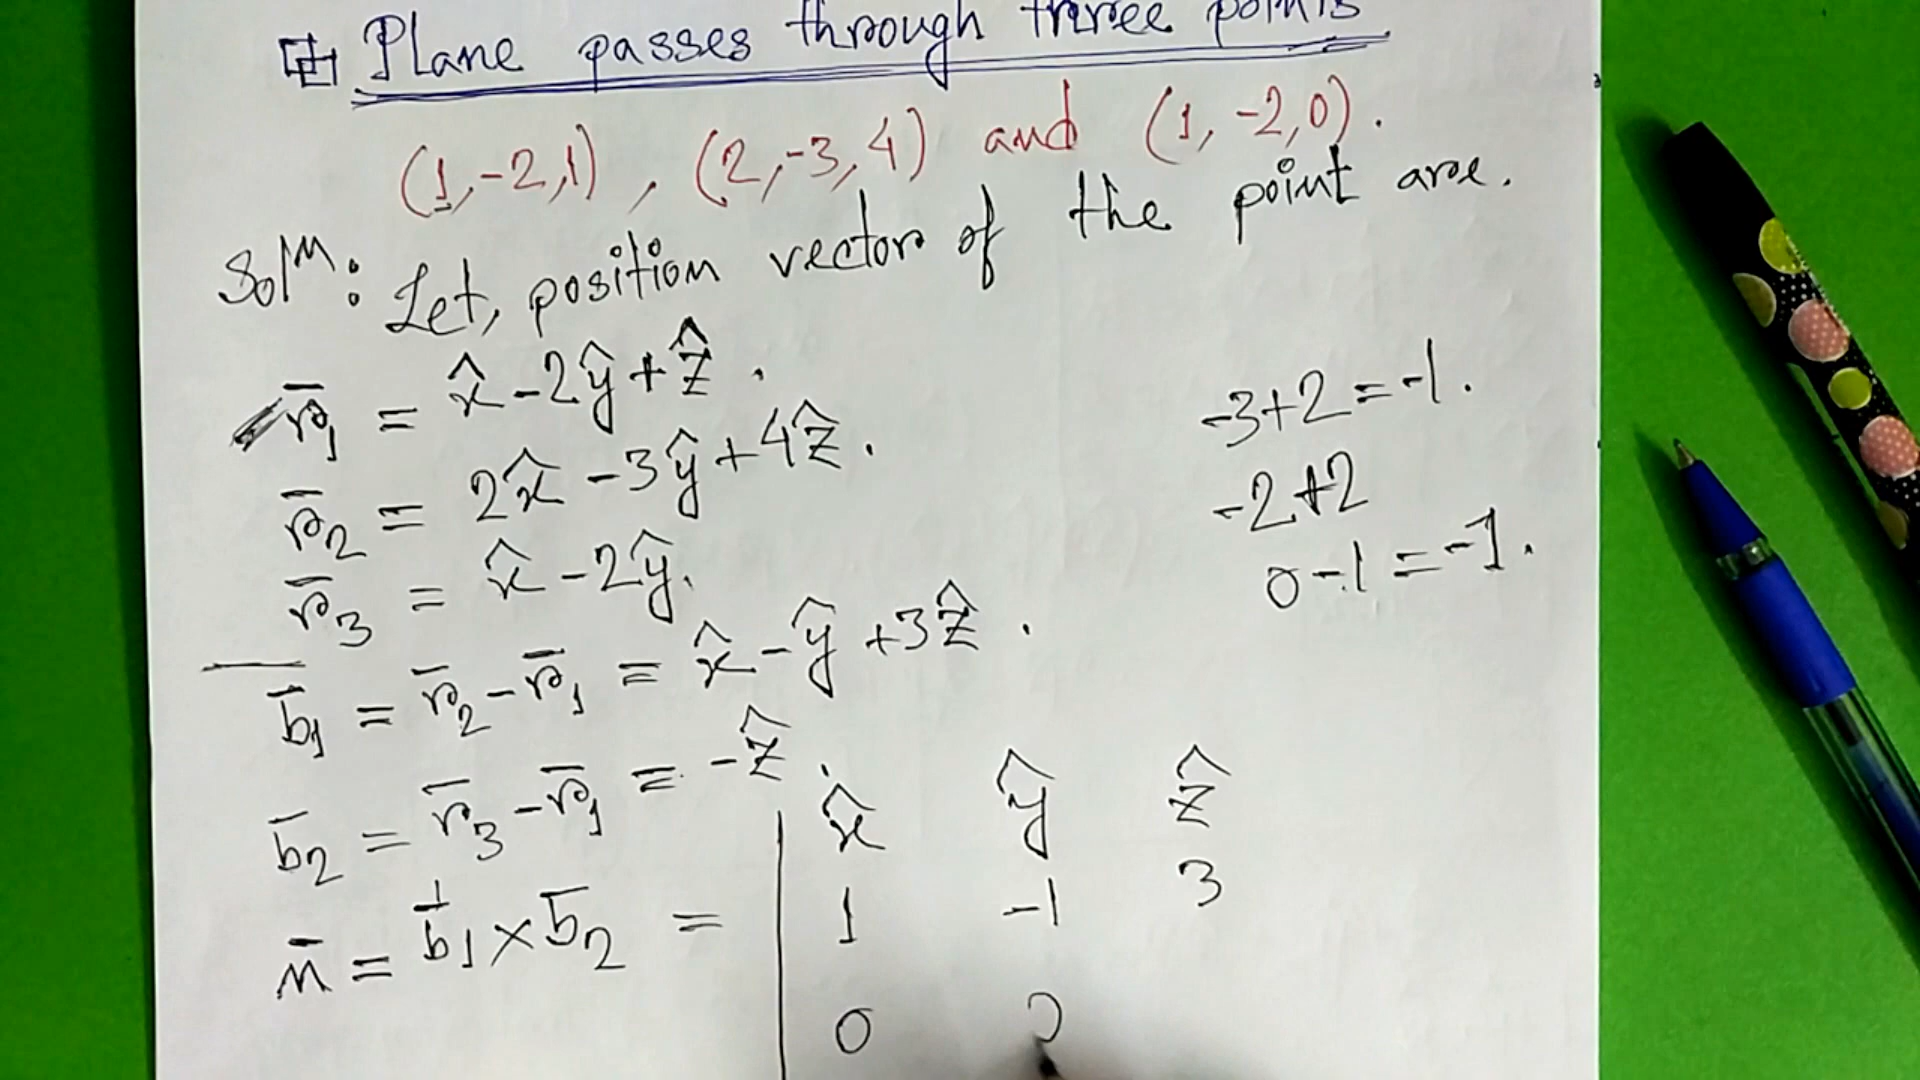 Plane passes through three points
(1,-2,1), (2,-3,4) and (1,-2,0).
Solⁿ: Let, position vector of the point are.
r̄₁ = x̂-2ŷ+ẑ.
r̄₂ = 2x̂-3ŷ+4ẑ.
r̄₃ = x̂-2ŷ.
b̄₁ = r̄₂-r̄₁ = x̂-ŷ+3ẑ.
b̄₂ = r̄₃-r̄₁ = -ẑ.
n̄ = b̄₁×b̄₂ = | x̂ ŷ ẑ
1 -1 3
0 0
-3+2=-1.
-2+2
0-1=-1.